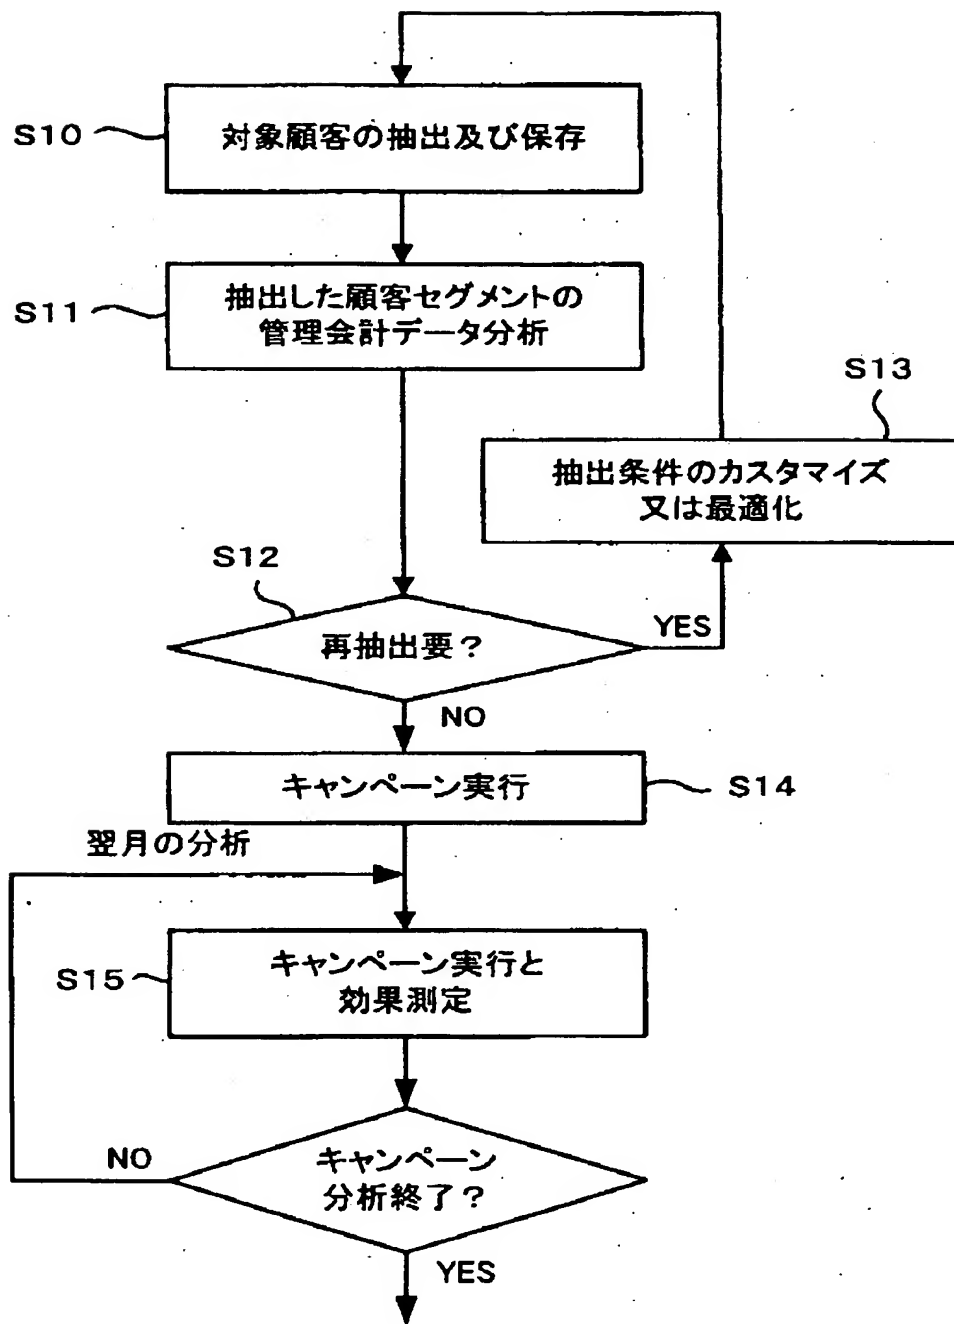 S10
対象顧客の抽出及び保存
S11
抽出した顧客セグメントの
管理会計データ分析
S13
抽出条件のカスタマイズ
又は最適化
S12
再抽出要？
YES
NO
キャンペーン実行
S14
翌月の分析
S15
キャンペーン実行と
効果測定
NO
キャンペーン
分析終了？
YES